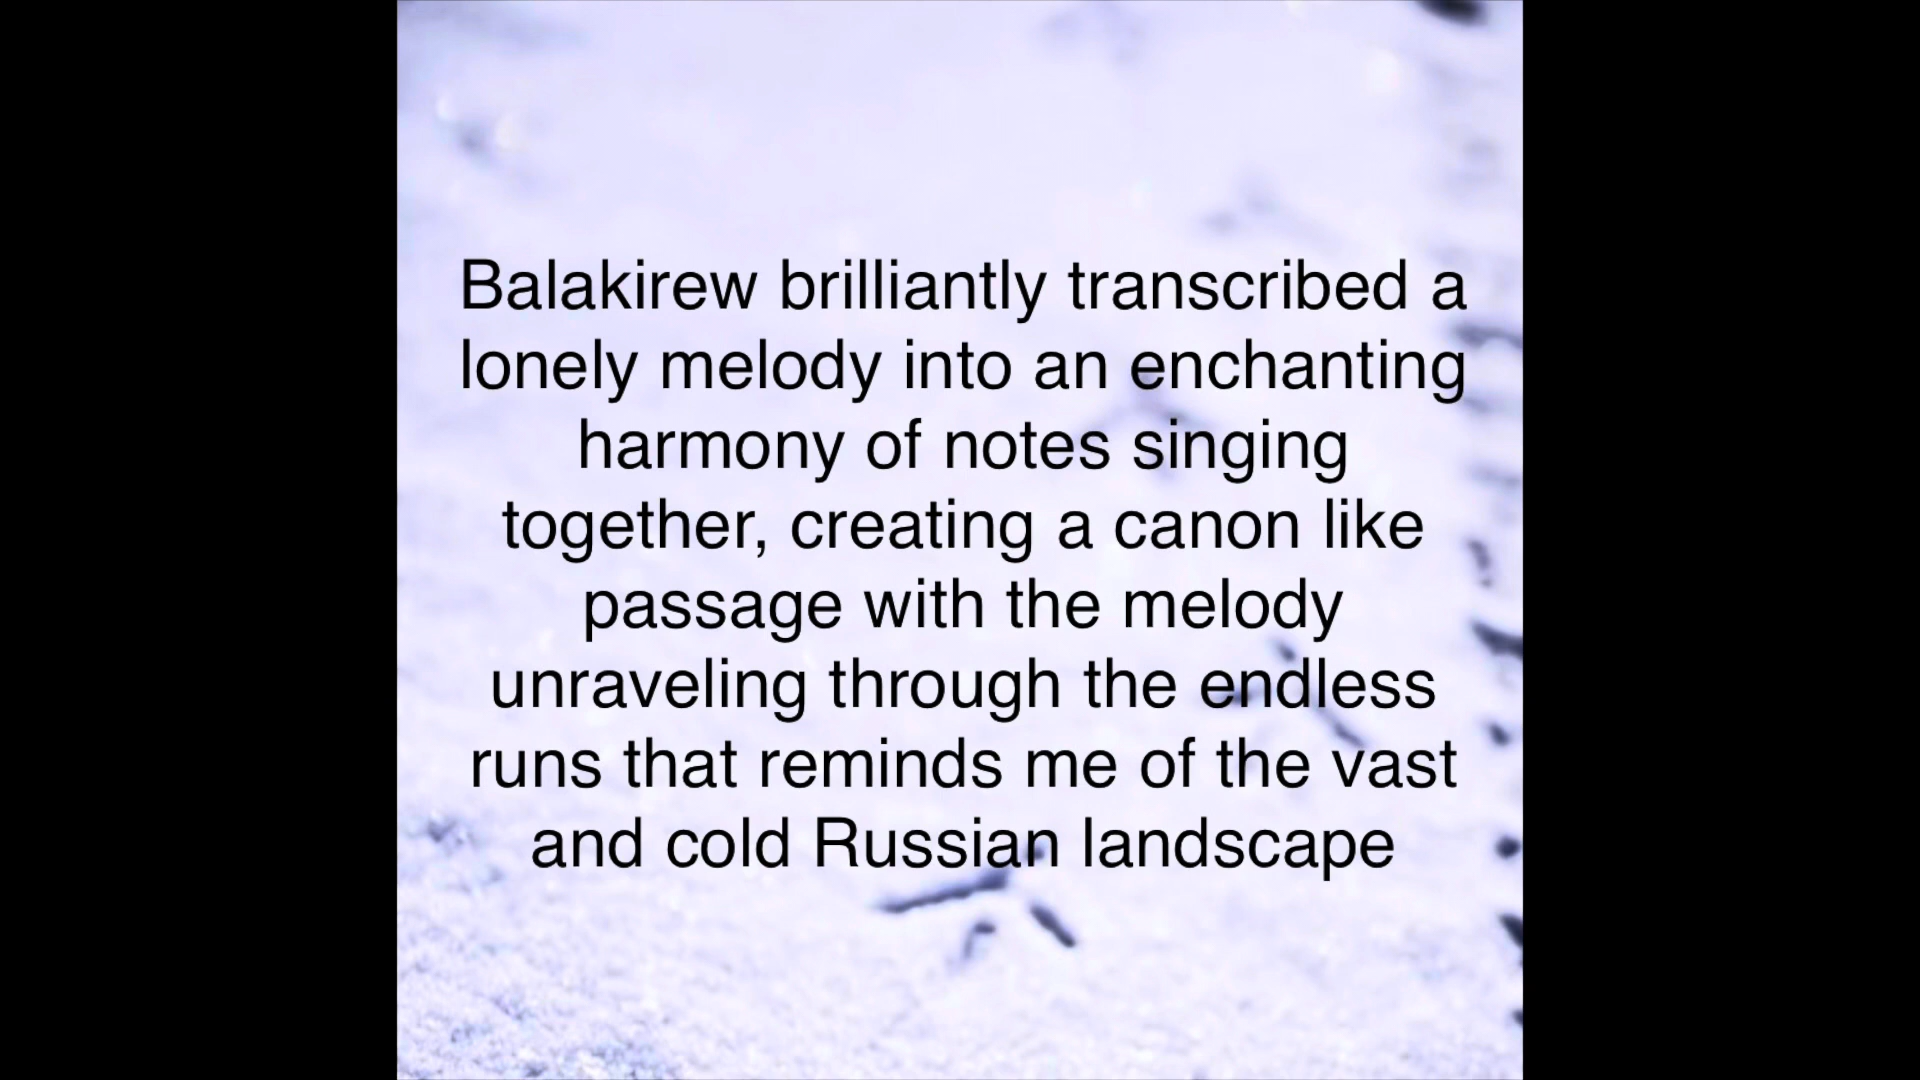 Balakirew brilliantly transcribed a
lonely melody into an enchanting
harmony of notes singing
together, creating a canon like
passage with the melody
unraveling through the endless
runs that reminds me of the vast
and cold Russian landscape